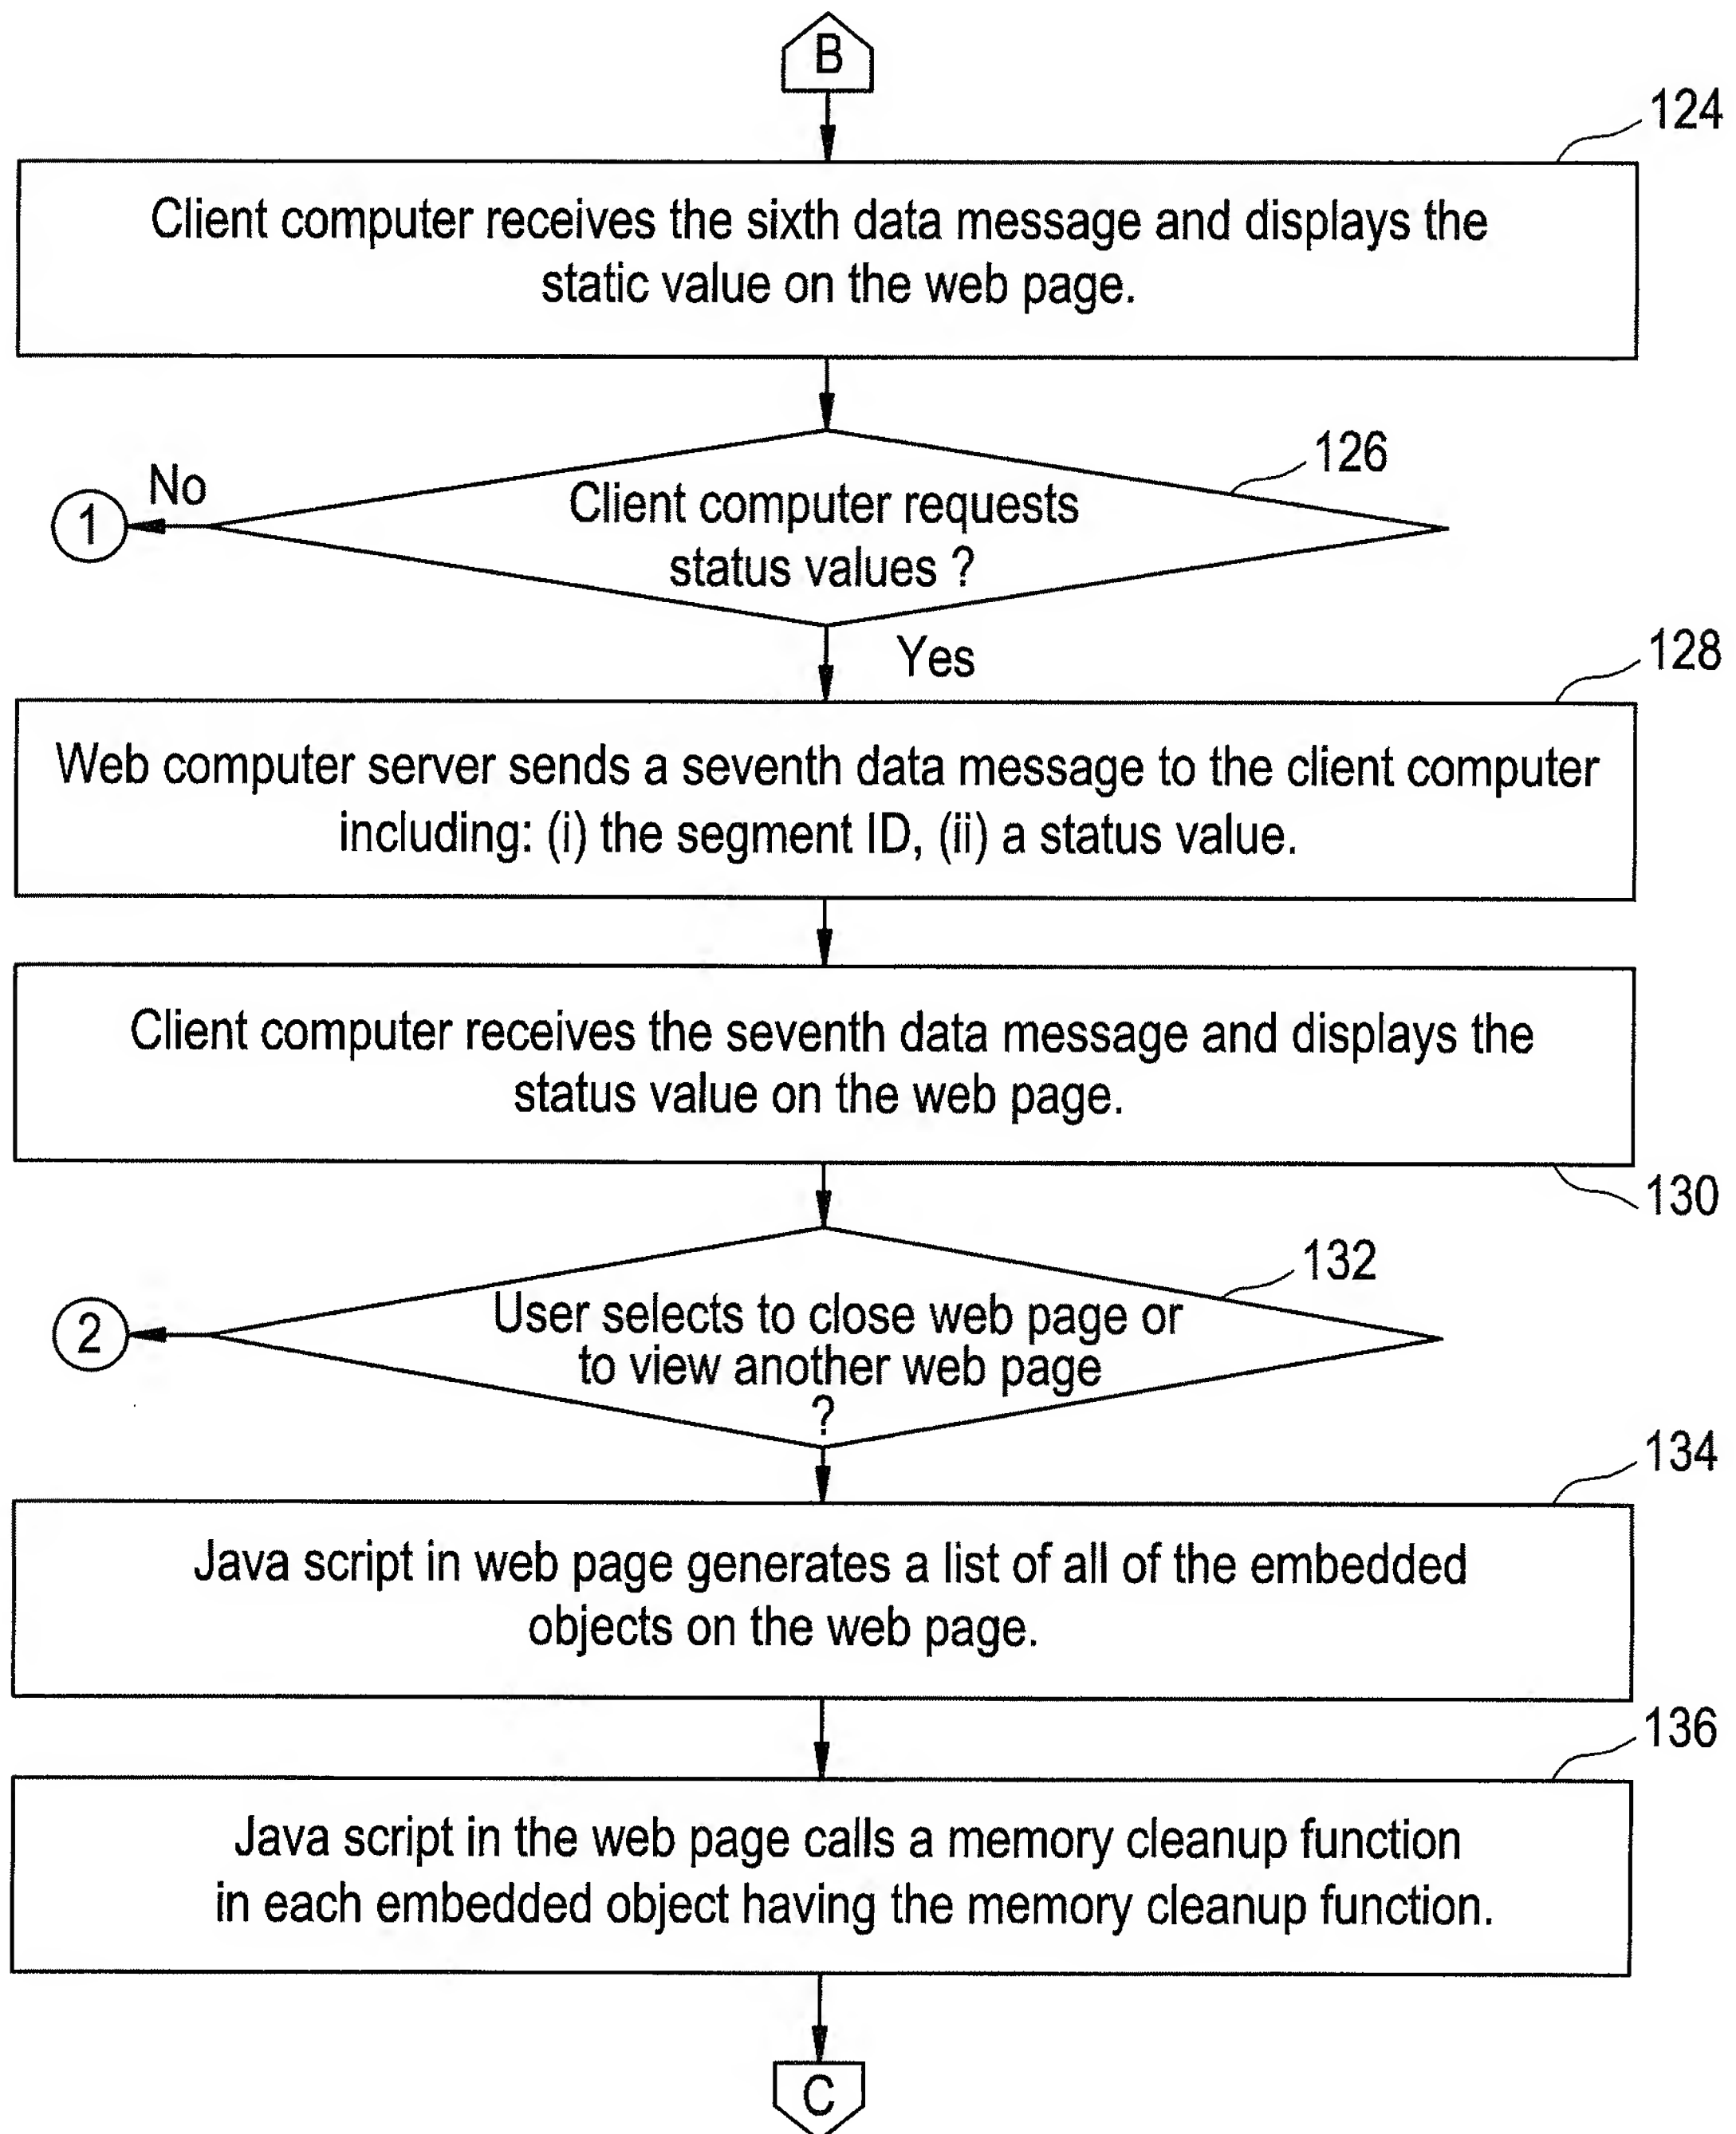 B
124
Client computer receives the sixth data message and displays the
static value on the web page.
126
No
1
Client computer requests
status values ?
Yes
128
Web computer server sends a seventh data message to the client computer
including: (i) the segment ID, (ii) a status value.
Client computer receives the seventh data message and displays the
status value on the web page.
130
132
2
User selects to close web page or
to view another web page
?
134
Java script in web page generates a list of all of the embedded
objects on the web page.
136
Java script in the web page calls a memory cleanup function
in each embedded object having the memory cleanup function.
C